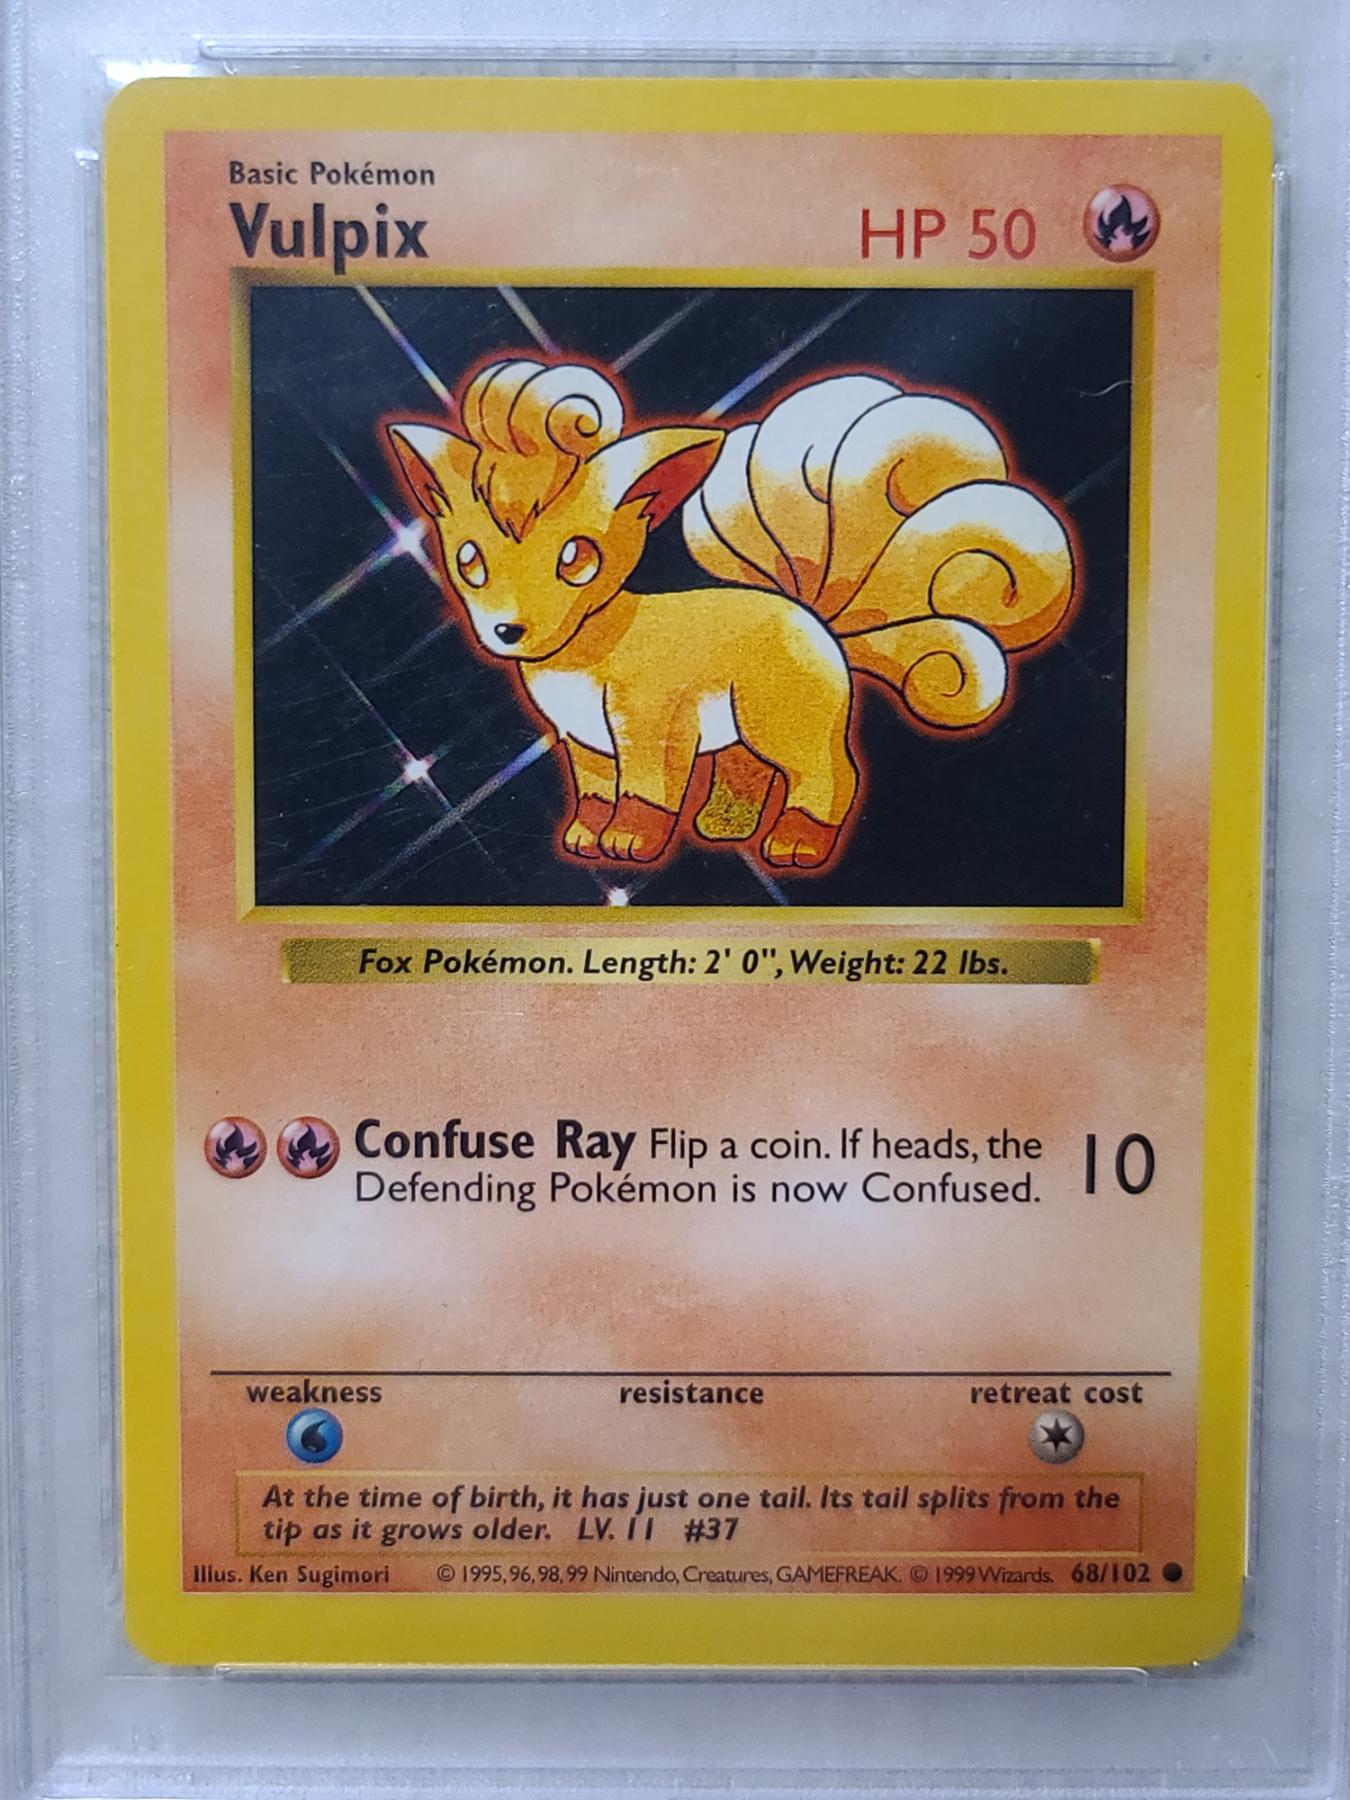 Basic Pokémon
Vulpix
HP 50
Fox Pokémon. Length: 2' 0", Weight: 22 lbs.
Confuse Ray Flip a coin. If heads, the
Defending Pokémon is now Confused.
10
weakness resistance retreat cost
At the time of birth, it has just one tail. Its tail splits from the
tip as it grows older. LV. 11 #37
Illus. Ken Sugimori © 1995, 96, 98, 99 Nintendo, Creatures, GAMEFREAK. © 1999 Wizards. 68/102